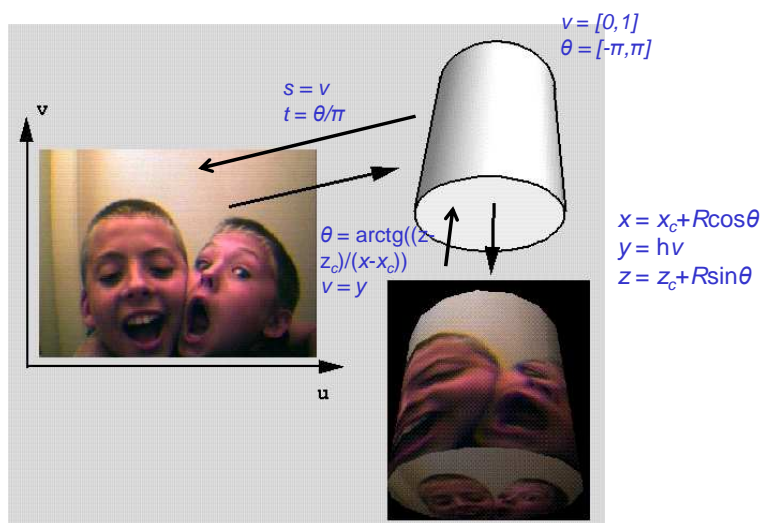 v = [0,1]
θ = [-π,π]
s = v
t = θ/π
v
θ = arctg((z-
z_c)/(x-x_c))
v = y
x = x_c+Rcosθ
y = hv
z = z_c+Rsinθ
u